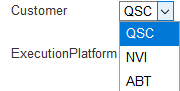 Customer QSC
QSC
ExecutionPlatform NVI
ABT